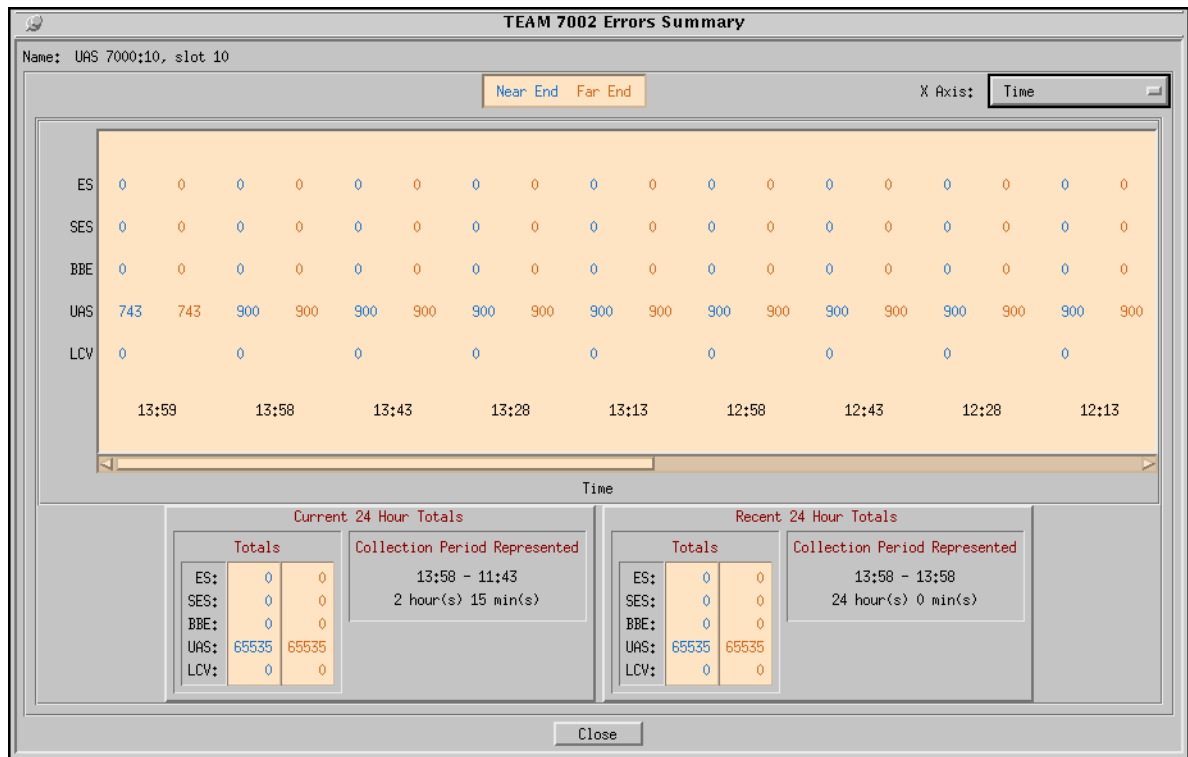 TEAM 7002 Errors Summary
Name: UAS 7000:10, slot 10
Near End Far End X Axis: Time
ES 0 0 0 0 0 0 0 0 0 0 0 0 0 0 0 0 0 0
SES 0 0 0 0 0 0 0 0 0 0 0 0 0 0 0 0 0 0
BBE 0 0 0 0 0 0 0 0 0 0 0 0 0 0 0 0 0 0
UAS 743 743 900 900 900 900 900 900 900 900 900 900 900 900 900 900 900 900
LCV 0 0 0 0 0 0 0 0 0
13:59 13:58 13:43 13:28 13:13 12:58 12:43 12:28 12:13
Time
Current 24 Hour Totals
Totals
ES: 0 0
SES: 0 0
BBE: 0 0
UAS: 65535 65535
LCV: 0 0
Collection Period Represented
13:58 - 11:43
2 hour(s) 15 min(s)
Recent 24 Hour Totals
Totals
ES: 0 0
SES: 0 0
BBE: 0 0
UAS: 65535 65535
LCV: 0 0
Collection Period Represented
13:58 - 13:58
24 hour(s) 0 min(s)
Close